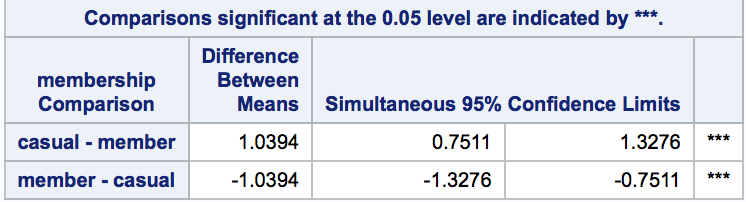 Comparisons significant at the 0.05 level are indicated by ***.
membership Comparison Difference Between Means Simultaneous 95% Confidence Limits
casual - member 1.0394 0.7511 1.3276 ***
member - casual -1.0394 -1.3276 -0.7511 ***